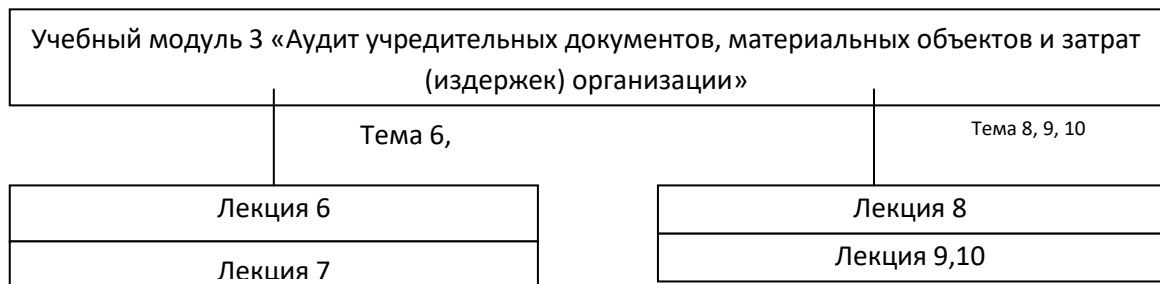 Учебный модуль 3 «Аудит учредительных документов, материальных объектов и затрат
(издержек) организации»
Тема 6,
Тема 8, 9, 10
Лекция 6
Лекция 8
Лекция 7
Лекция 9,10